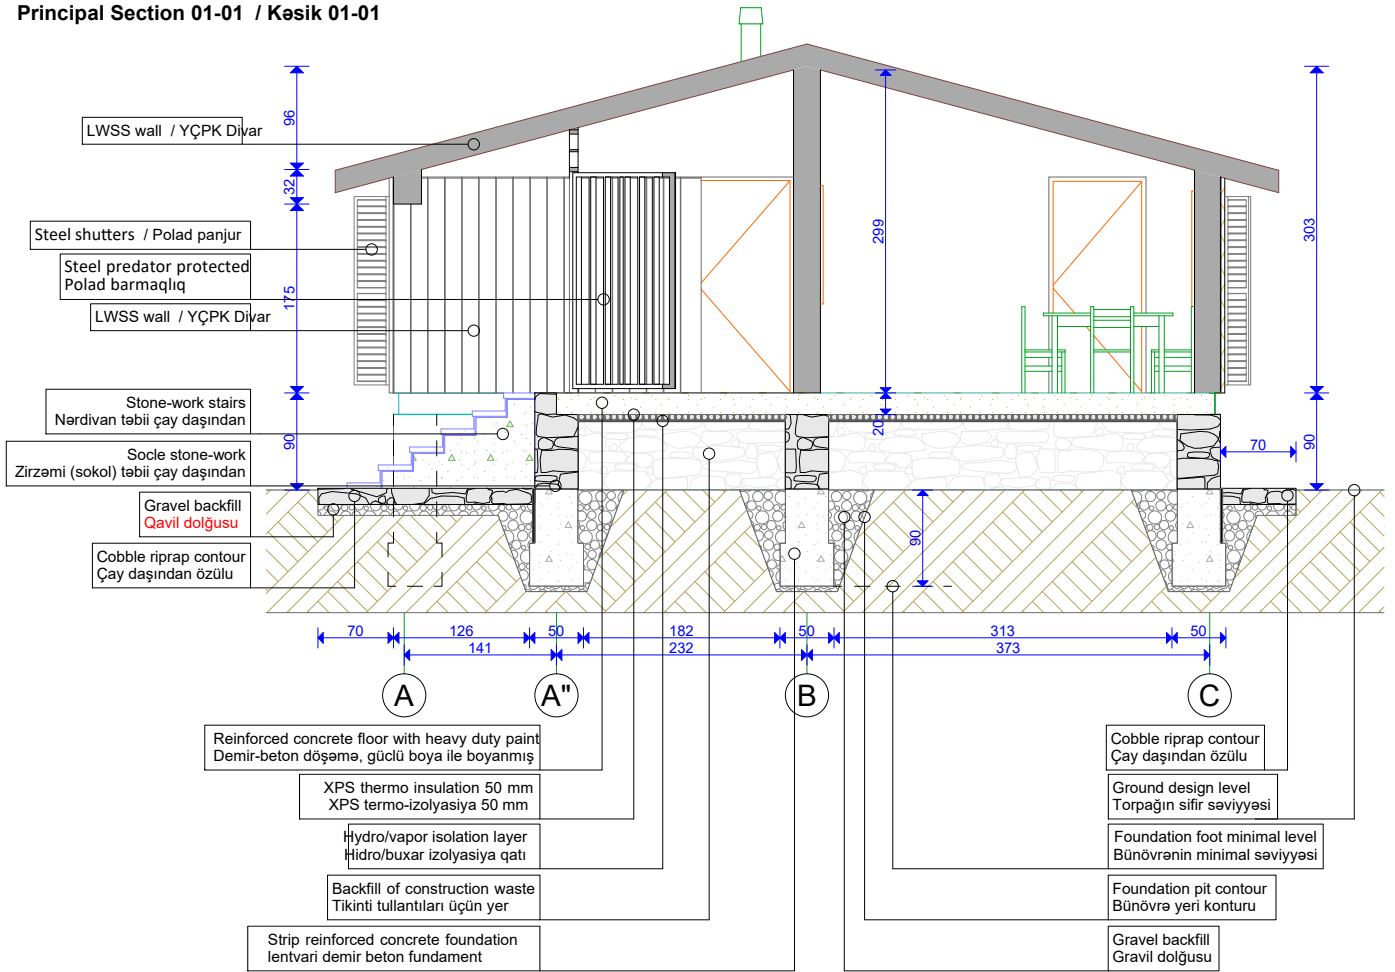 Principal Section 01-01  / Kəsik 01-01
96
LWSS wall  / YÇPK Divar
32
Steel shutters  / Polad panjur
299
303
Steel predator protected
Polad barmaqlıq
175
LWSS wall  / YÇPK Divar
Stone-work stairs
Nərdivan təbii çay daşından
20
90
70
90
Socle stone-work
Zirzəmi (sokol) təbii çay daşından
Gravel backfill
Qavil dolğusu
90
Cobble riprap contour
Çay daşından özülu
70
126
50
182
50
313
50
141
232
373
A
A"
B
C
Reinforced concrete floor with heavy duty paint
Demir-beton döşəmə, güclü boya ile boyanmış
XPS thermo insulation 50 mm
XPS termo-izolyasiya 50 mm
Hydro/vapor isolation layer
Hidro/buxar izolyasiya qatı
Backfill of construction waste
Tikinti tullantıları üçün yer
Strip reinforced concrete foundation
lentvari demir beton fundament
Cobble riprap contour
Çay daşından özülu
Ground design level
Torpağın sifir səviyyəsi
Foundation foot minimal level
Bünövrənin minimal səviyyəsi
Foundation pit contour
Bünövrə yeri konturu
Gravel backfill
Gravil dolğusu